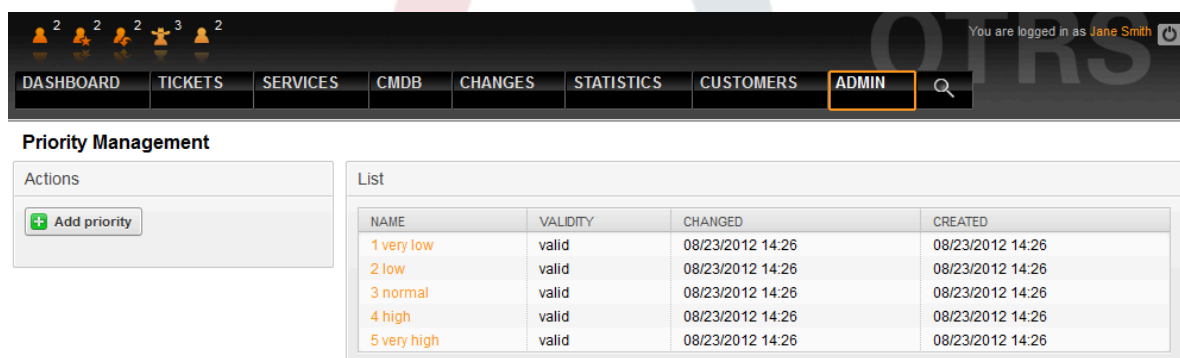 2 2 2 3 2
OTRS
You are logged in as Jane Smith
DASHBOARD TICKETS SERVICES CMDB CHANGES STATISTICS CUSTOMERS ADMIN
Priority Management
Actions
Add priority
List
NAME VALIDITY CHANGED CREATED
1 very low valid 08/23/2012 14:26 08/23/2012 14:26
2 low valid 08/23/2012 14:26 08/23/2012 14:26
3 normal valid 08/23/2012 14:26 08/23/2012 14:26
4 high valid 08/23/2012 14:26 08/23/2012 14:26
5 very high valid 08/23/2012 14:26 08/23/2012 14:26